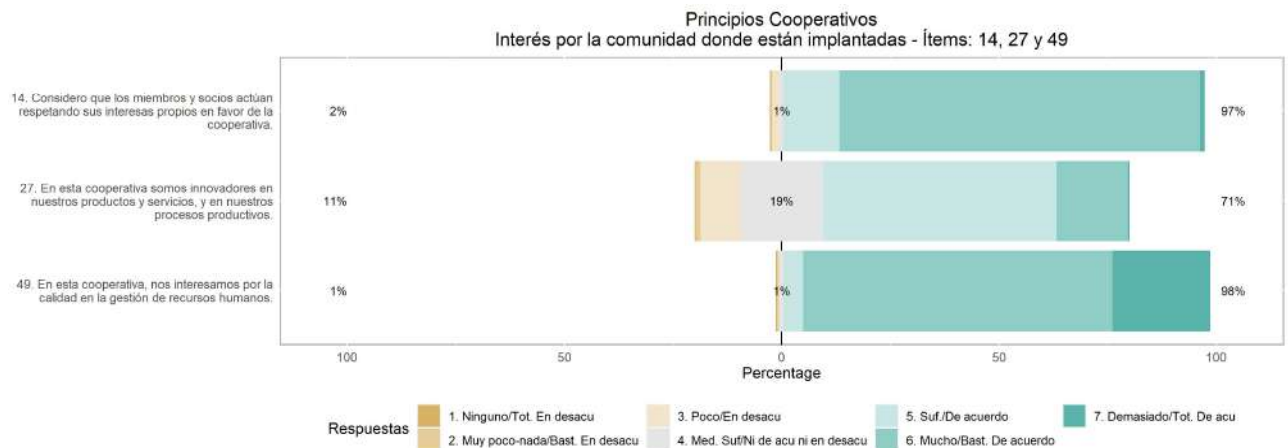 Principios Cooperativos
Interés por la comunidad donde están implantadas - Ítems: 14, 27 y 49
14. Considero que los miembros y socios actúan
respetando sus interesas propios en favor de la
cooperativa.
2%
1%
97%
27. En esta cooperativa somos innovadores en
nuestros productos y servicios, y en nuestros
procesos productivos.
11%
19%
71%
49. En esta cooperativa, nos interesamos por la
calidad en la gestión de recursos humanos.
1%
1%
98%
100
50
0
50
100
Percentage
Respuestas
1. Ninguno/Tot. En desacu
2. Muy poco-nada/Bast. En desacu
3. Poco/En desacu
4. Med. Suf/Ni de acu ni en desacu
5. Suf./De acuerdo
6. Mucho/Bast. De acuerdo
7. Demasiado/Tot. De acu